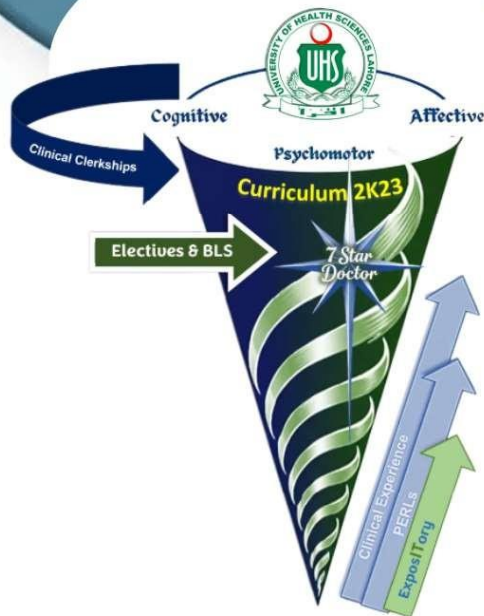 UNIVERSITY OF HEALTH SCIENCES LAHORE
UHS
Cognitive
Affective
Psychomotor
Clinical Clerkships
Curriculum 2K23
Electives & BLS
7 Star
Doctor
Clinical Experience
PERLs
ExposITory